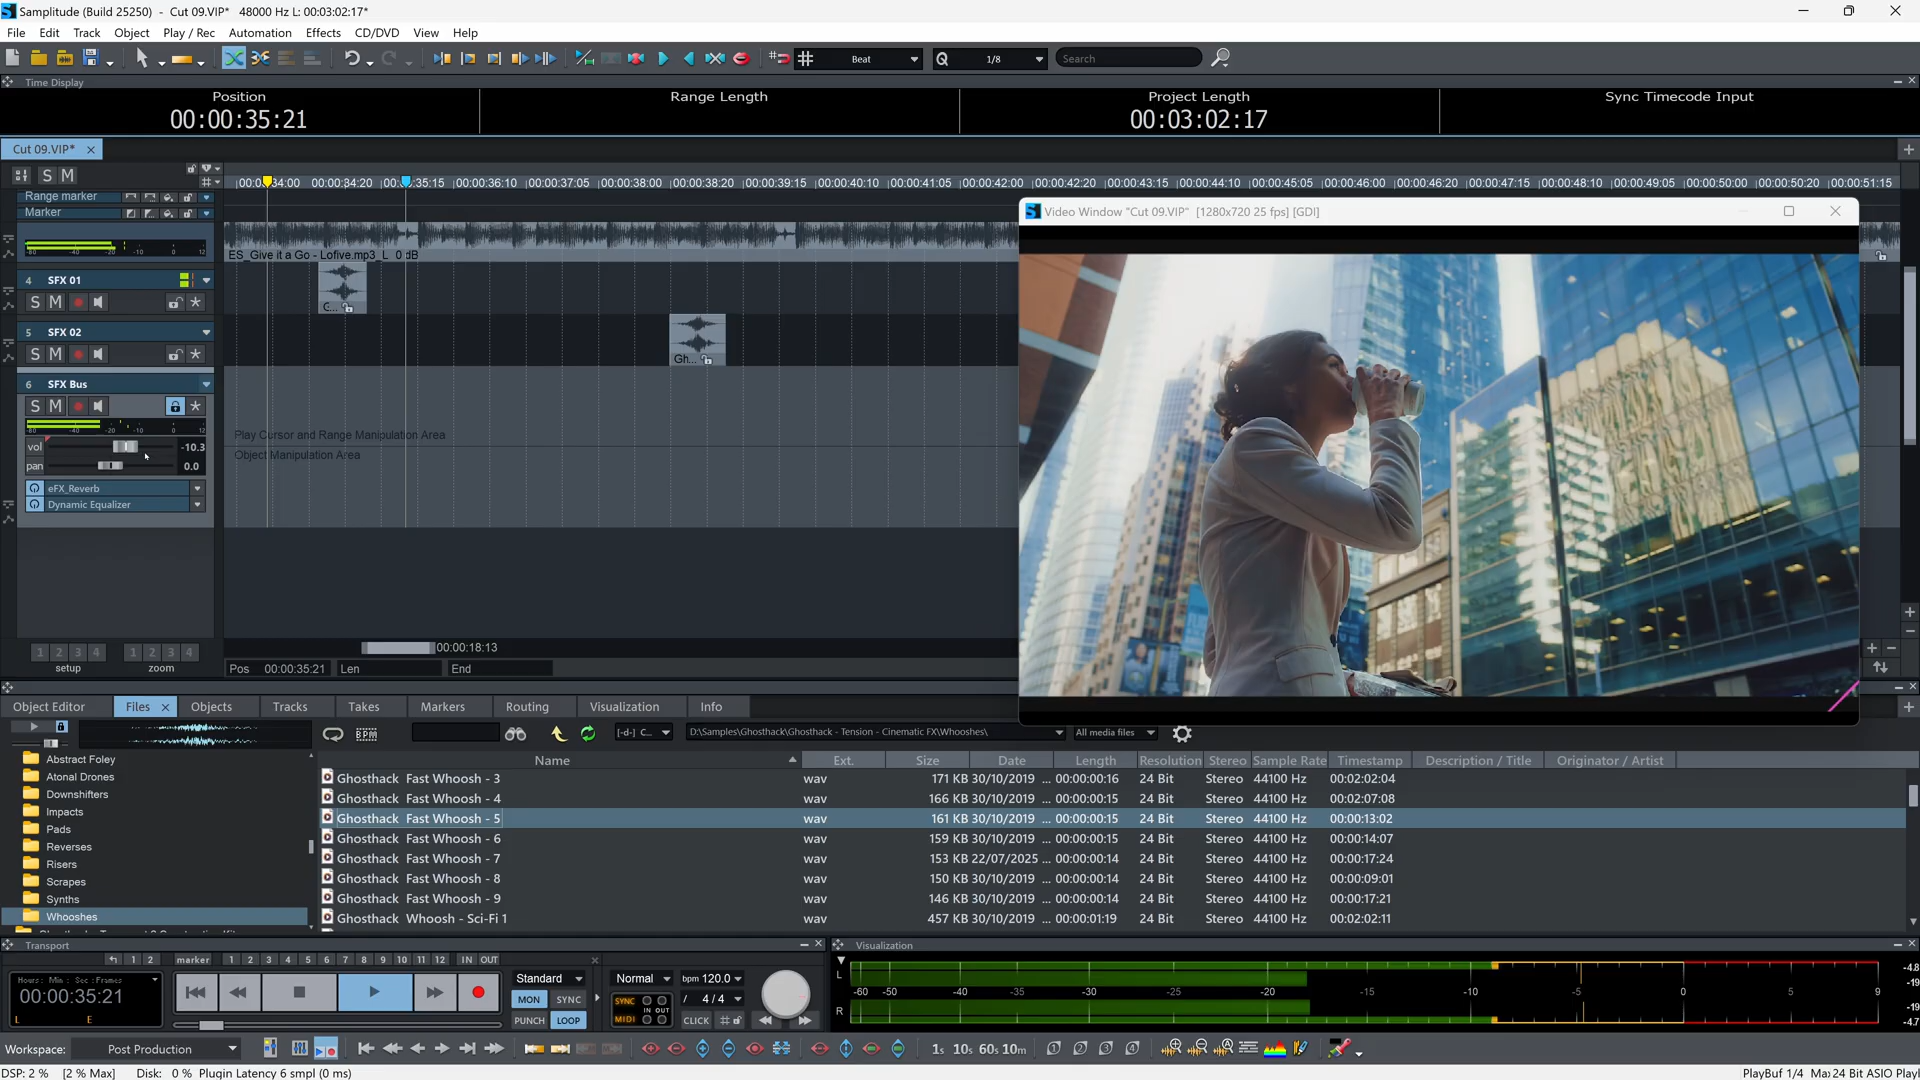 Samplitude (Build 25250) - Cut 09.VIP* 48000 Hz L: 00:03:02:17*
File Edit Track Object Play / Rec Automation Effects CD/DVD View Help
Beat Q 1/8 Search
Time Display
Position Range Length Project Length Sync Timecode Input
00:00:35:21 00:03:02:17
Cut 09.VIP*
S M
00:00:34:20 00:00:36:10 00:00:37:05 00:00:38:00 00:00:38:20 00:00:39:15 00:00:40:10 00:00:41:05 00:00:42:00 00:00:42:20 00:00:43:15 00:00:44:10 00:00:45:05 00:00:46:00 00:00:46:20 00:00:47:15 00:00:48:10 00:00:49:05 00:00:50:00 00:00:50:20 00:00:51:15
Range marker
Marker
Video Window "Cut 09.VIP" [1280x720 25 fps] [GDI]
ES_Give it a Go - Lofive.mp3_L 0 dB
4 SFX 01
S M
G...
5 SFX 02
S M
Gh...
6 SFX Bus
S M
Play Cursor and Range Manipulation Area
vol -10.3
Object Manipulation Area
pan 0.0
eFX_Reverb
Dynamic Equalizer
00:00:18:13
1 2 3 4 1 2 3 4
setup zoom
Pos 00:00:35:21 Len End
Object Editor Files Objects Tracks Takes Markers Routing Visualization Info
BPM [-d-] C... D:\Samples\Ghosthack\Ghosthack - Tension - Cinematic FX\Whooshes\ All media files
Abstract Foley
Atonal Drones
Downshifters
Impacts
Pads
Reverses
Risers
Scrapes
Synths
Whooshes
Name Ext. Size Date Length Resolution Stereo Sample Rate Timestamp Description / Title Originator / Artist
Ghosthack Fast Whoosh - 3 wav 171 KB 30/10/2019 ... 00:00:00:16 24 Bit Stereo 44100 Hz 00:02:02:04
Ghosthack Fast Whoosh - 4 wav 166 KB 30/10/2019 ... 00:00:00:15 24 Bit Stereo 44100 Hz 00:02:07:08
Ghosthack Fast Whoosh - 5 wav 161 KB 30/10/2019 ... 00:00:00:15 24 Bit Stereo 44100 Hz 00:00:13:02
Ghosthack Fast Whoosh - 6 wav 159 KB 30/10/2019 ... 00:00:00:15 24 Bit Stereo 44100 Hz 00:00:14:07
Ghosthack Fast Whoosh - 7 wav 153 KB 22/07/2025 ... 00:00:00:14 24 Bit Stereo 44100 Hz 00:00:17:24
Ghosthack Fast Whoosh - 8 wav 150 KB 30/10/2019 ... 00:00:00:14 24 Bit Stereo 44100 Hz 00:00:09:01
Ghosthack Fast Whoosh - 9 wav 146 KB 30/10/2019 ... 00:00:00:14 24 Bit Stereo 44100 Hz 00:00:17:21
Ghosthack Whoosh - Sci-Fi 1 wav 457 KB 30/10/2019 ... 00:00:01:19 24 Bit Stereo 44100 Hz 00:02:02:11
Transport Visualization
1 2 marker 1 2 3 4 5 6 7 8 9 10 11 12 IN OUT
Hours: Min : Sec :Frames
00:00:35:21
L E
Standard Normal bpm 120.0
MON SYNC SYNC IN OUT MIDI / 4/4
PUNCH LOOP CLICK
L -4.8
-60 -50 -40 -35 -30 -25 -20 -15 -10 -5 0 5 9 -19
R -19
-4.7
Workspace: Post Production 1s 10s 60s 10m 1 2 3 4
DSP: 2 % [2 % Max] Disk: 0 % Plugin Latency 6 smpl (0 ms) PlayBuf 1/4 Max 24 Bit ASIO Playl